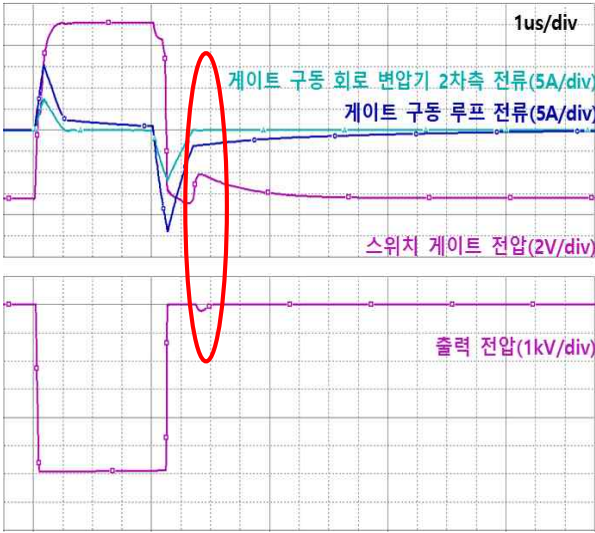 1us/div
게이트 구동 회로 변압기 2차측 전류(5A/div)
게이트 구동 루프 전류(5A/div)
스위치 게이트 전압(2V/div)
출력 전압(1kV/div)